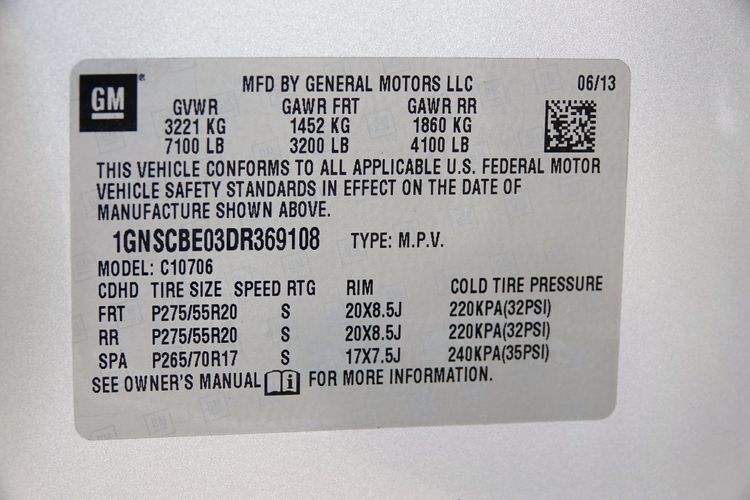 GM® MFD BY GENERAL MOTORS LLC 06/13
GVWR GAWR FRT GAWR RR
3221 KG 1452 KG 1860 KG
7100 LB 3200 LB 4100 LB
THIS VEHICLE CONFORMS TO ALL APPLICABLE U.S. FEDERAL MOTOR
VEHICLE SAFETY STANDARDS IN EFFECT ON THE DATE OF
MANUFACTURE SHOWN ABOVE.
1GNSCBE03DR369108 TYPE: M.P.V.
MODEL: C10706
CDHD TIRE SIZE SPEED RTG RIM COLD TIRE PRESSURE
FRT P275/55R20 S 20X8.5J 220KPA(32PSI)
RR P275/55R20 S 20X8.5J 220KPA(32PSI)
SPA P265/70R17 S 17X7.5J 240KPA(35PSI)
SEE OWNER'S MANUAL i FOR MORE INFORMATION.